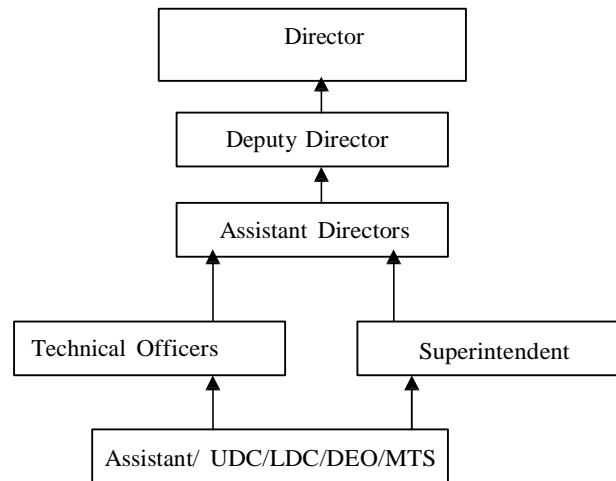 Director
Deputy Director
Assistant Directors
Technical Officers
Superintendent
Assistant/ UDC/LDC/DEO/MTS